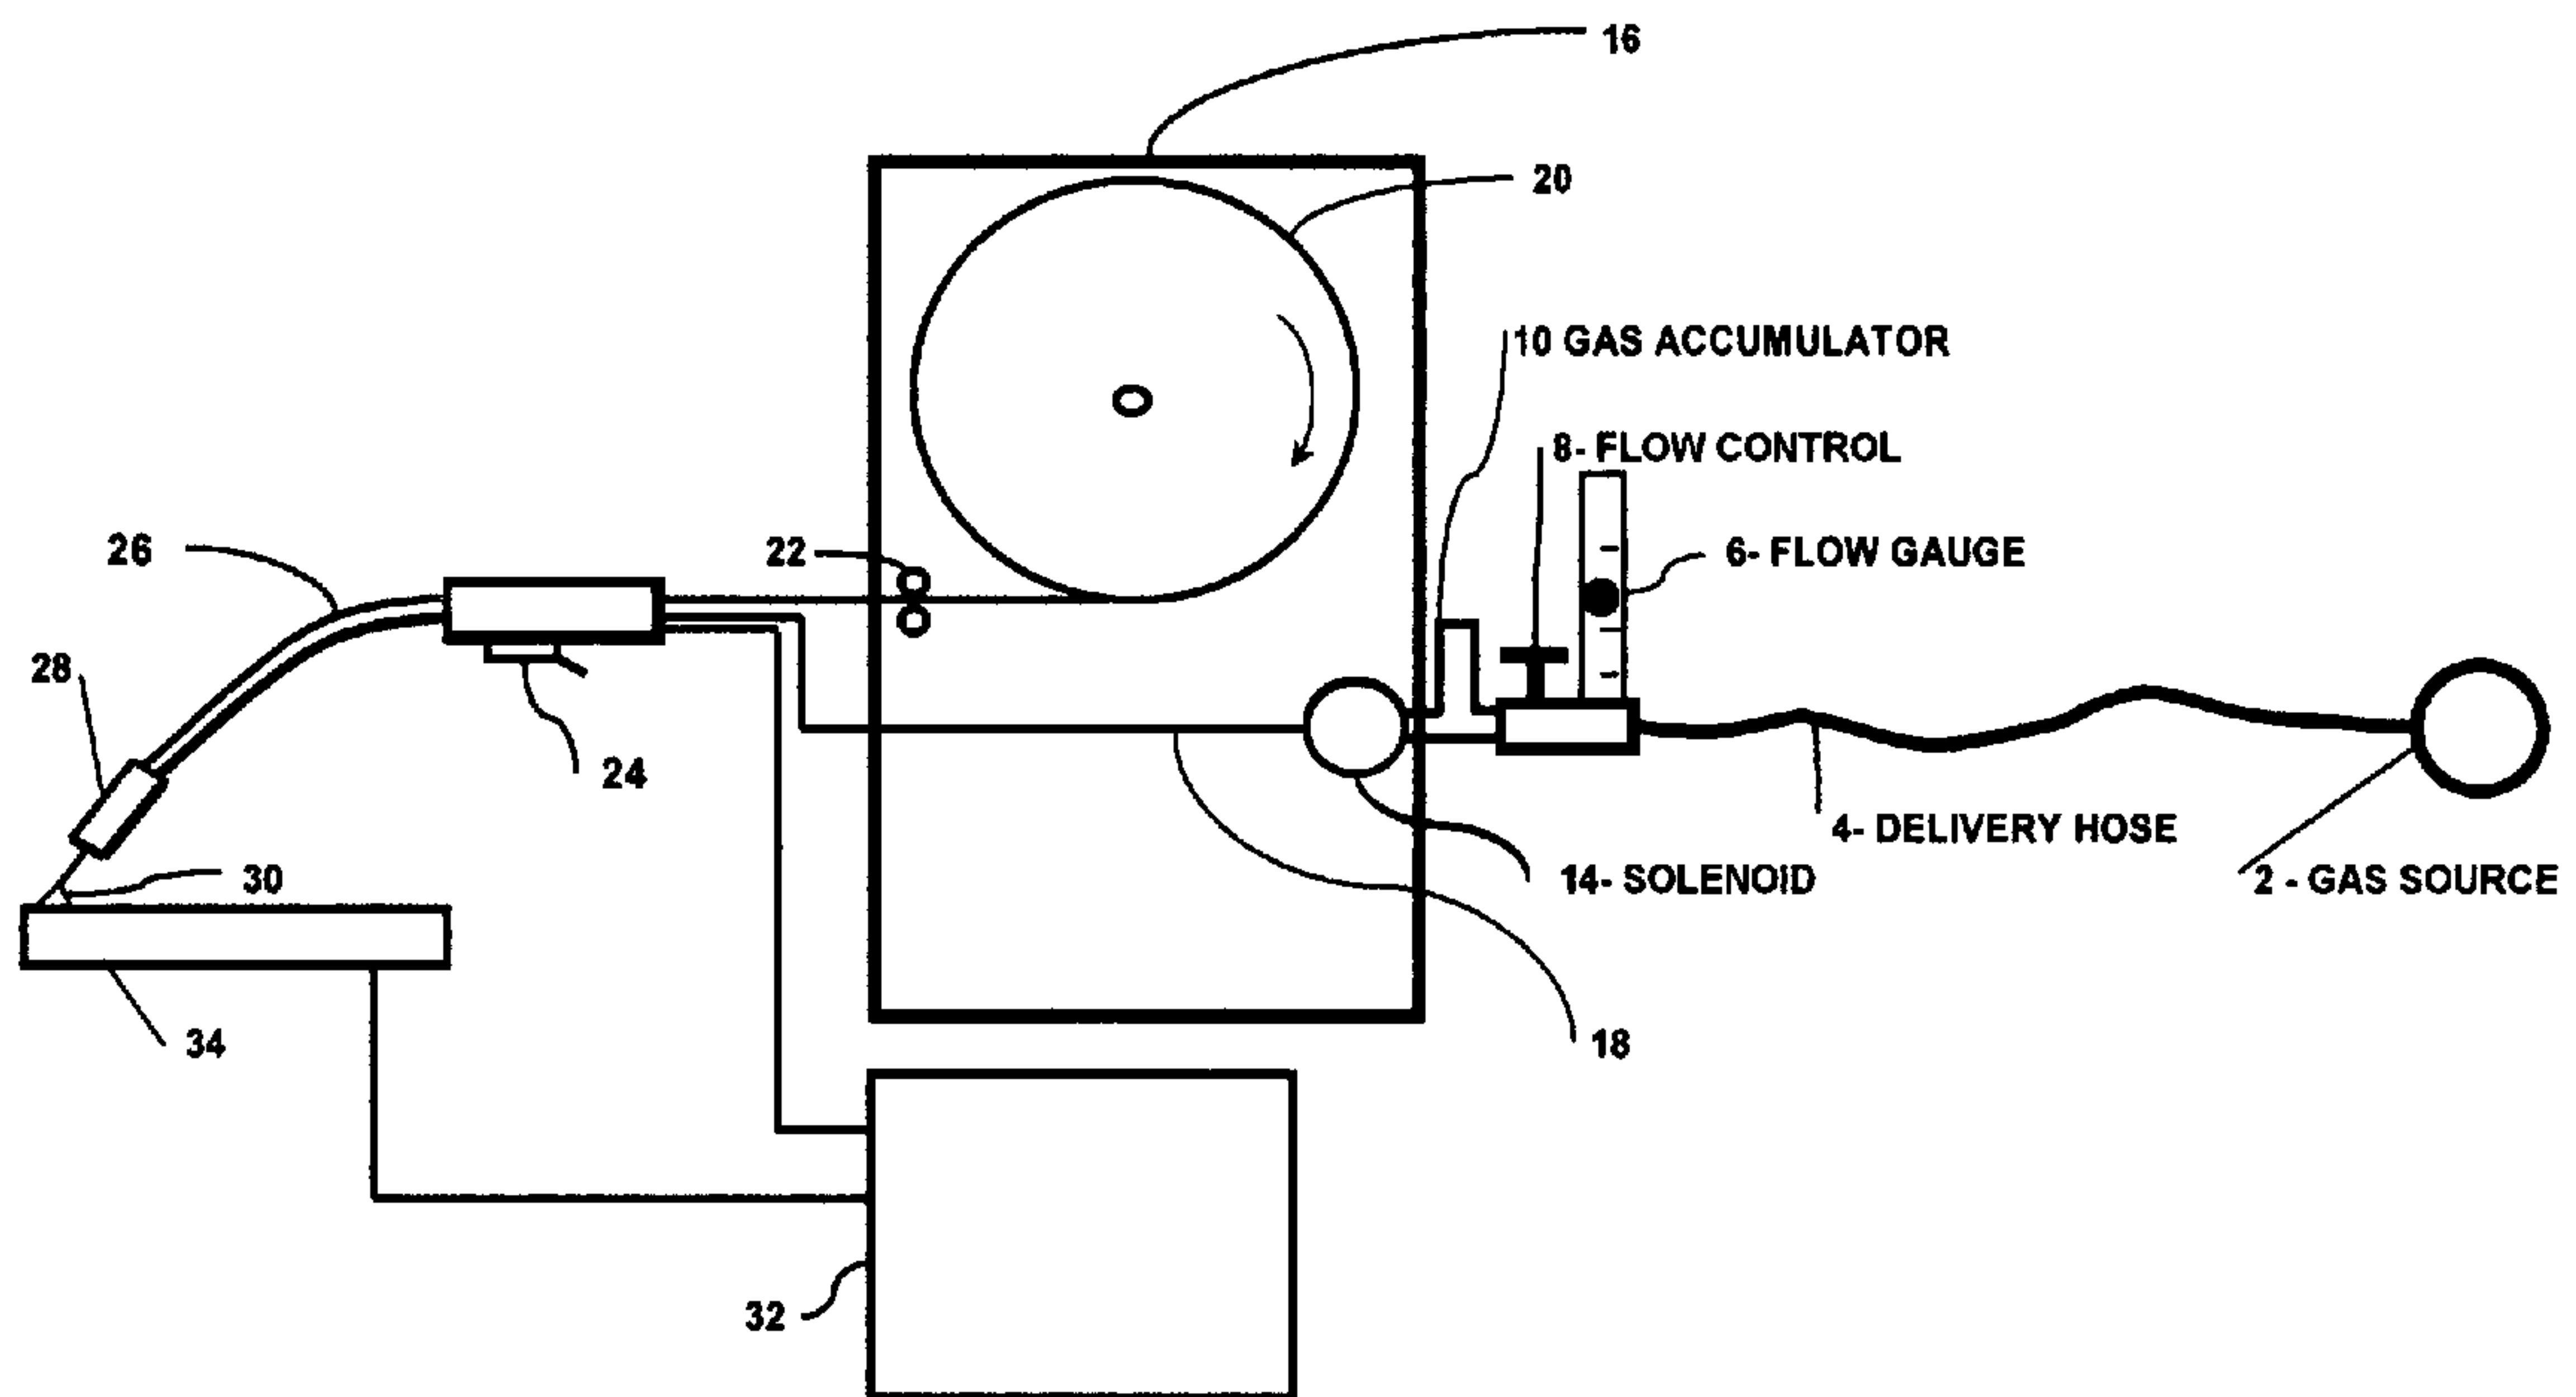 16
20
10 GAS ACCUMULATOR
8- FLOW CONTROL
26
22
6- FLOW GAUGE
28
24
4- DELIVERY HOSE
30
14- SOLENOID
2 - GAS SOURCE
34
18
32